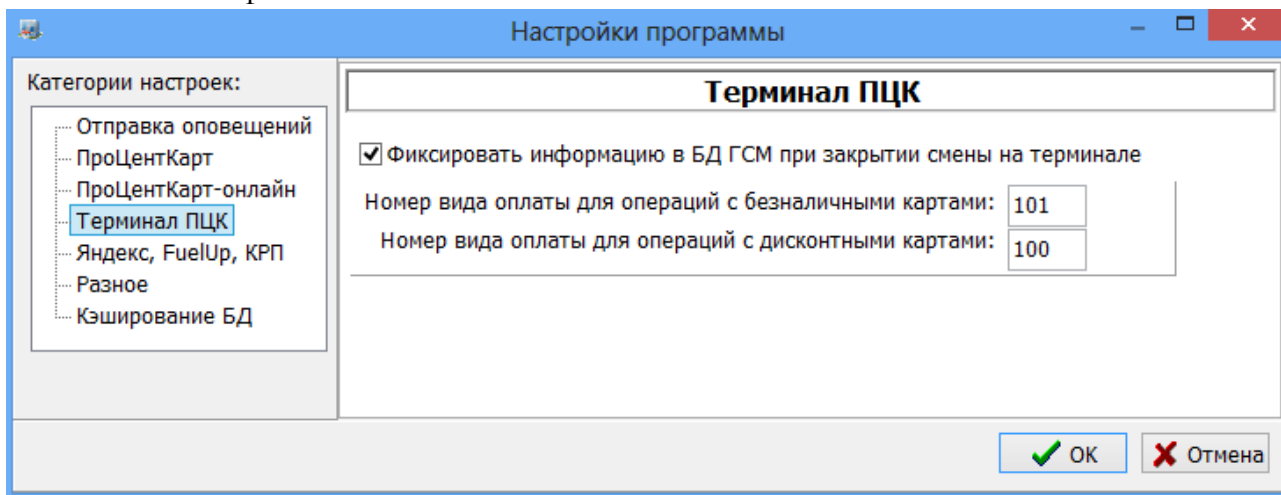 Настройки программы
Категории настроек:
Отправка оповещений
ПроЦентКарт
ПроЦентКарт-онлайн
Терминал ПЦК
Яндекс, FuelUp, КРП
Разное
Кэширование БД
Терминал ПЦК
Фиксировать информацию в БД ГСМ при закрытии смены на терминале
Номер вида оплаты для операций с безналичными картами: 101
Номер вида оплаты для операций с дисконтными картами: 100
ОК
Отмена